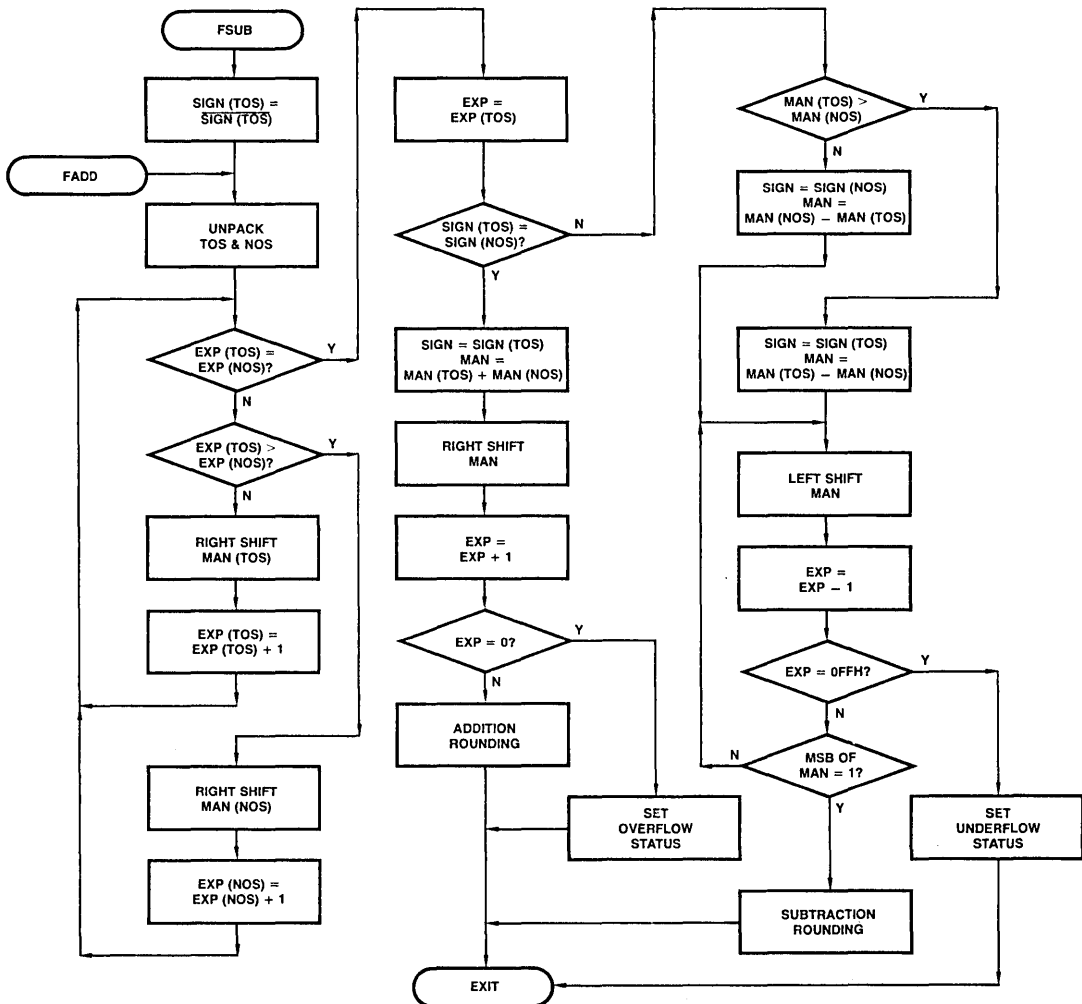 FSUB
SIGN (TOS) =
SIGN (TOS)
FADD
UNPACK
TOS & NOS
EXP (TOS) =
EXP (NOS)?
Y
N
EXP (TOS) >
EXP (NOS)?
Y
N
RIGHT SHIFT
MAN (TOS)
EXP (TOS) =
EXP (TOS) + 1
RIGHT SHIFT
MAN (NOS)
EXP (NOS) =
EXP (NOS) + 1
EXP =
EXP (TOS)
SIGN (TOS) =
SIGN (NOS)?
N
Y
SIGN = SIGN (TOS)
MAN =
MAN (TOS) + MAN (NOS)
RIGHT SHIFT
MAN
EXP =
EXP + 1
EXP = 0?
Y
N
ADDITION
ROUNDING
SET
OVERFLOW
STATUS
MAN (TOS) >
MAN (NOS)
Y
N
SIGN = SIGN (NOS)
MAN =
MAN (NOS) − MAN (TOS)
SIGN = SIGN (TOS)
MAN =
MAN (TOS) − MAN (NOS)
LEFT SHIFT
MAN
EXP =
EXP − 1
EXP = 0FFH?
Y
N
MSB OF
MAN = 1?
N
Y
SET
UNDERFLOW
STATUS
SUBTRACTION
ROUNDING
EXIT